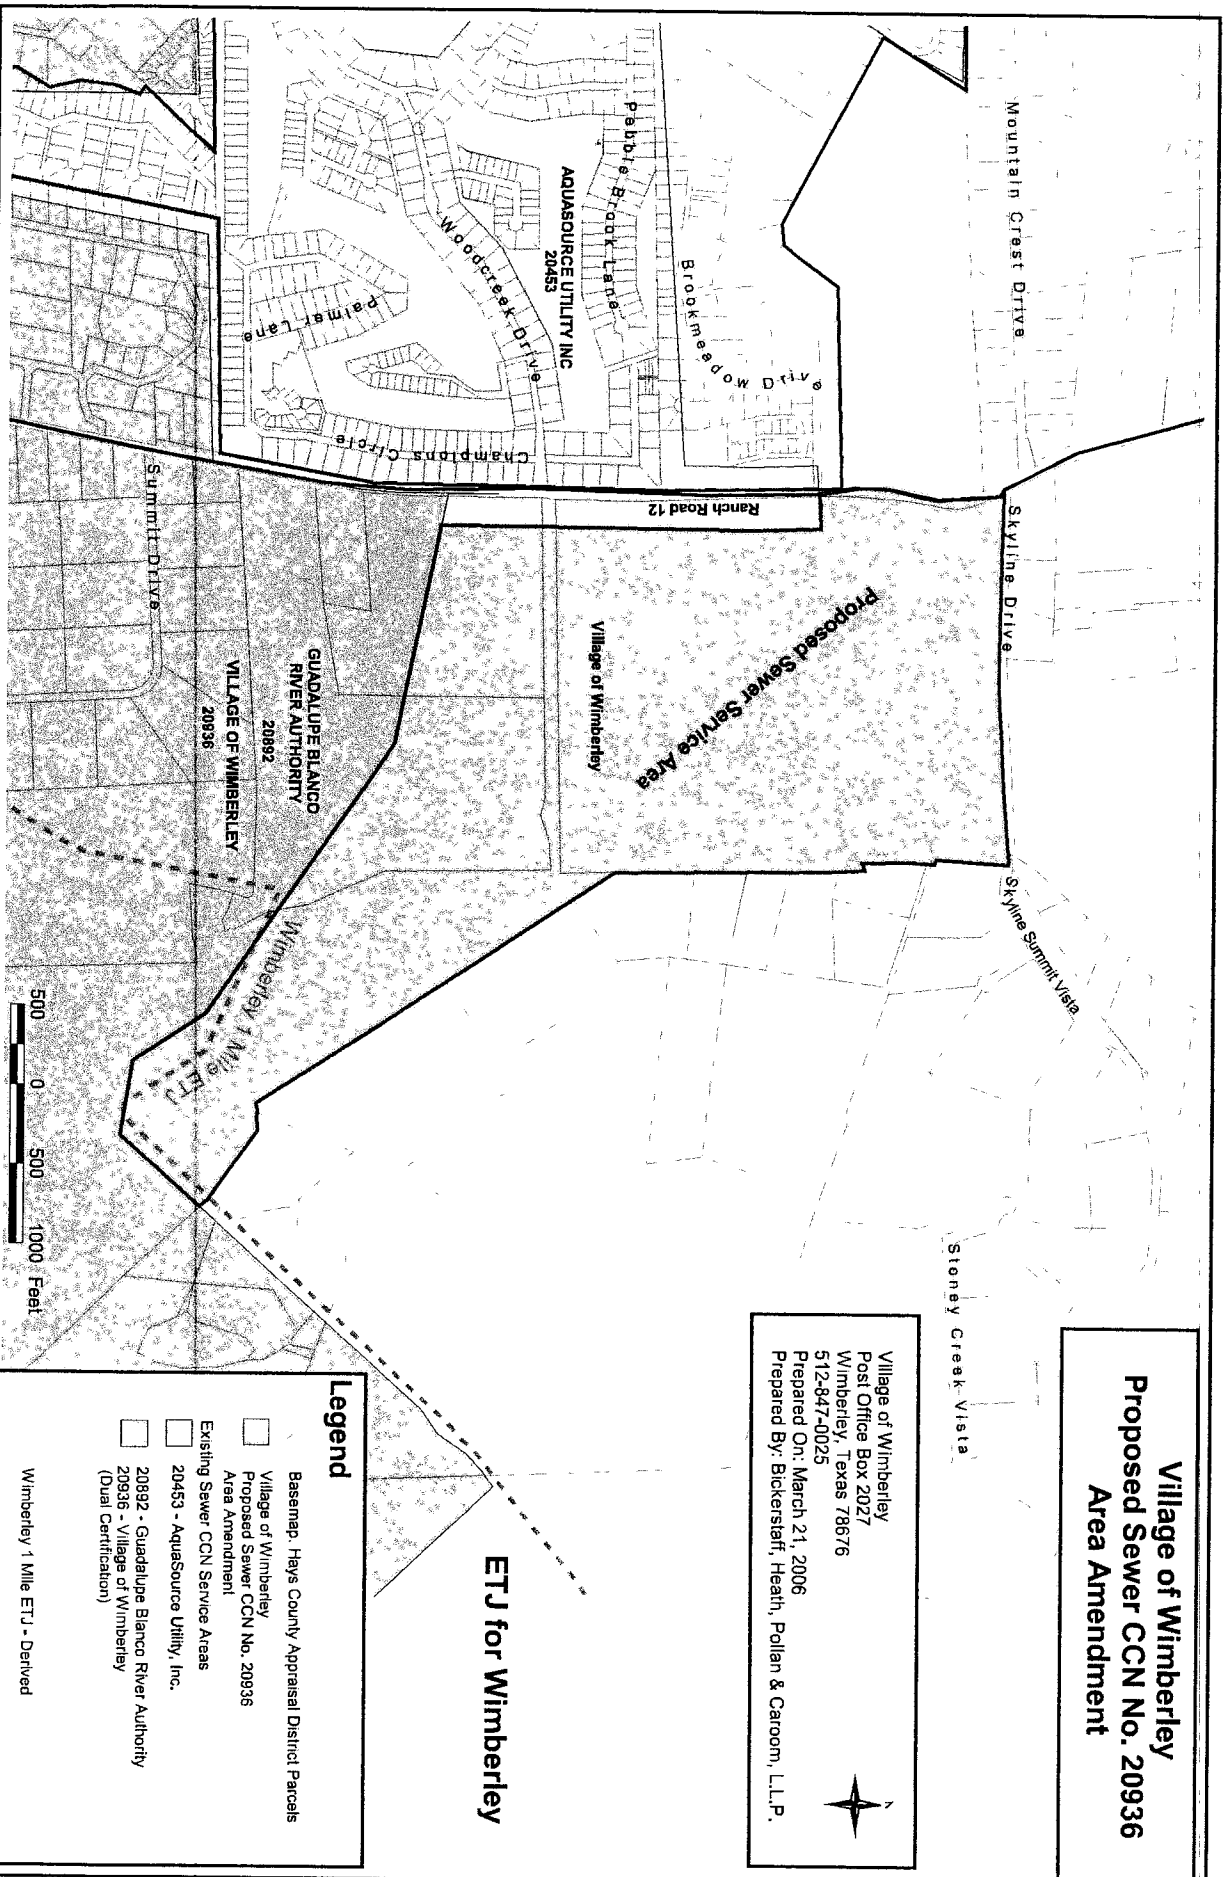 Village of Wimberley
Proposed Sewer CCN No. 20936
Area Amendment
Village of Wimberley
Post Office Box 2027
Wimberley, Texas 78676
512-847-0025
Prepared On: March 21, 2006
Prepared By: Bickerstaff, Heath, Pollan & Caroom, L.L.P.
N
Mountain Crest Drive
Skyline Drive
Skyline Summit Vista
Stoney Creek Vista
Pebble Brook Lane
Brookmeadow Drive
AQUASOURCE UTILITY INC
20453
Woodcreek Drive
Palmer Lane
Champions Circle
Ranch Road 12
Proposed Sewer Service Area
Village of Wimberley
Summit Drive
GUADALUPE BLANCO
RIVER AUTHORITY
20892
VILLAGE OF WIMBERLEY
20936
Wimberley 1 Mile ETJ
ETJ for Wimberley
500 0 500 1000 Feet
Legend
Basemap. Hays County Appraisal District Parcels
Village of Wimberley
Proposed Sewer CCN No. 20936
Area Amendment
Existing Sewer CCN Service Areas
20453 - AquaSource Utility, Inc.
20892 - Guadalupe Blanco River Authority
20936 - Village of Wimberley
(Dual Certification)
Wimberley 1 Mile ETJ - Derived